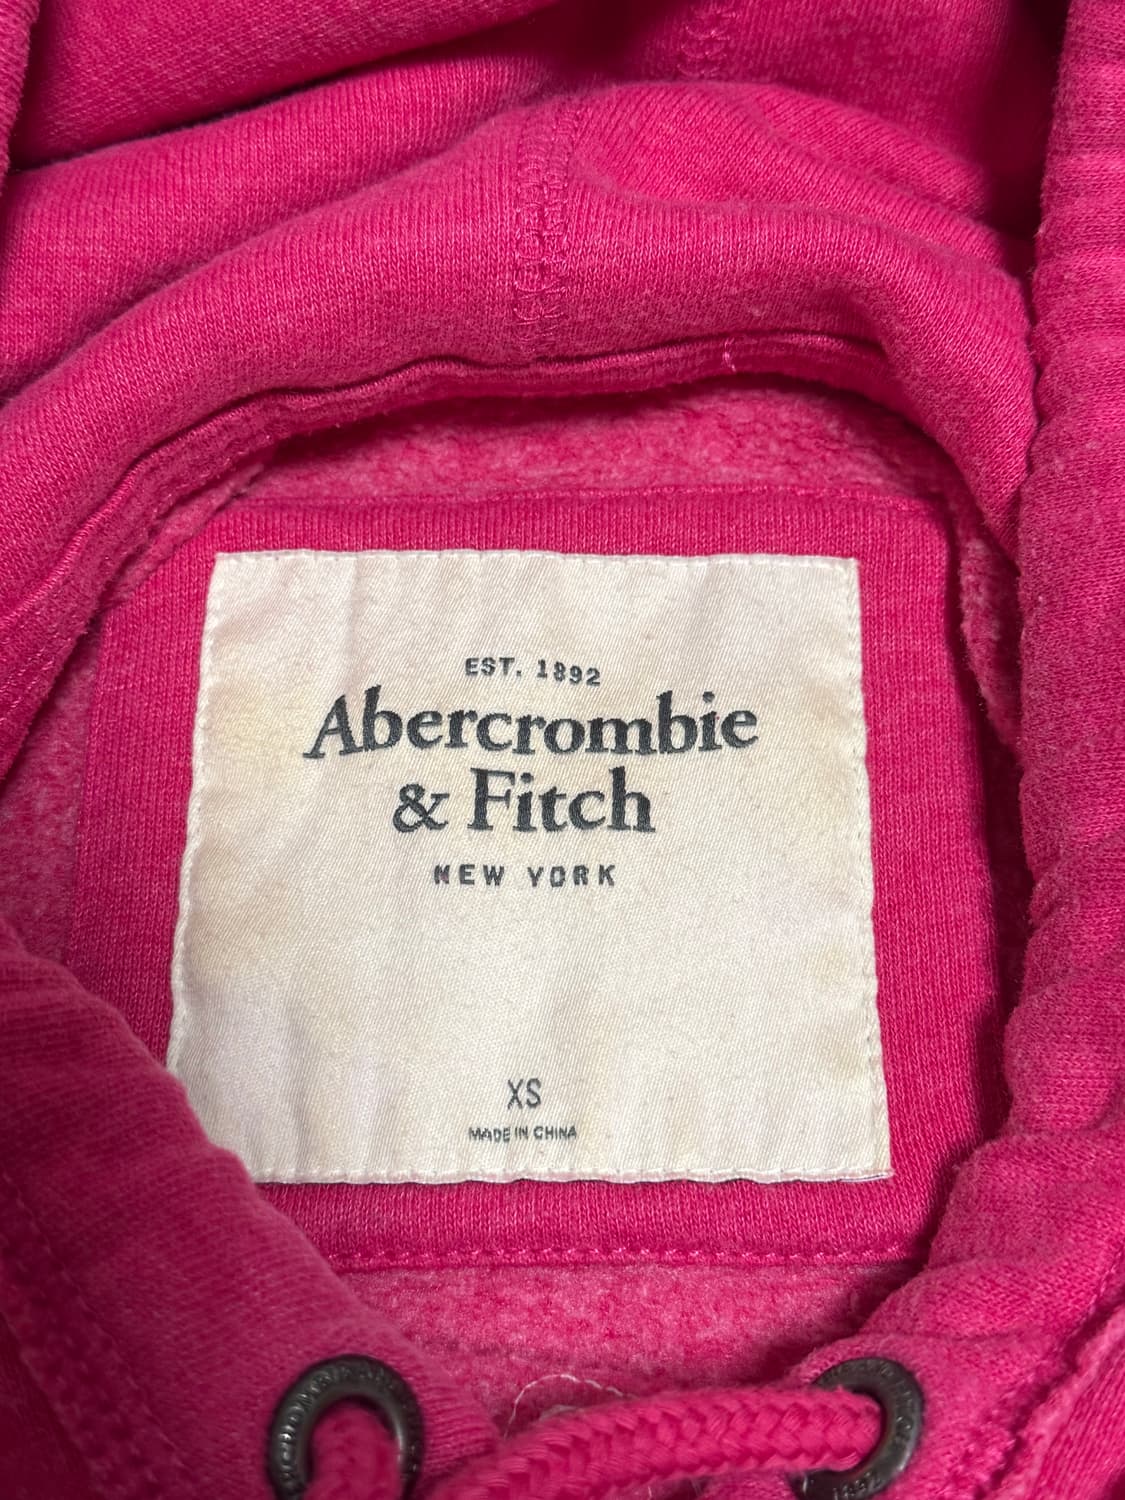 EST. 1892
Abercrombie
& Fitch
NEW YORK
XS
MADE IN CHINA